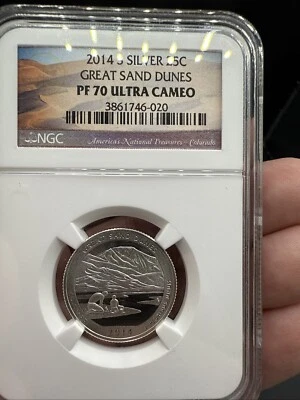 2014 S SILVER 25C
GREAT SAND DUNES
PF 70 ULTRA CAMEO
3861746-020
NGC
America's National Treasures - Colorado
GREAT SAND DUNES
2014